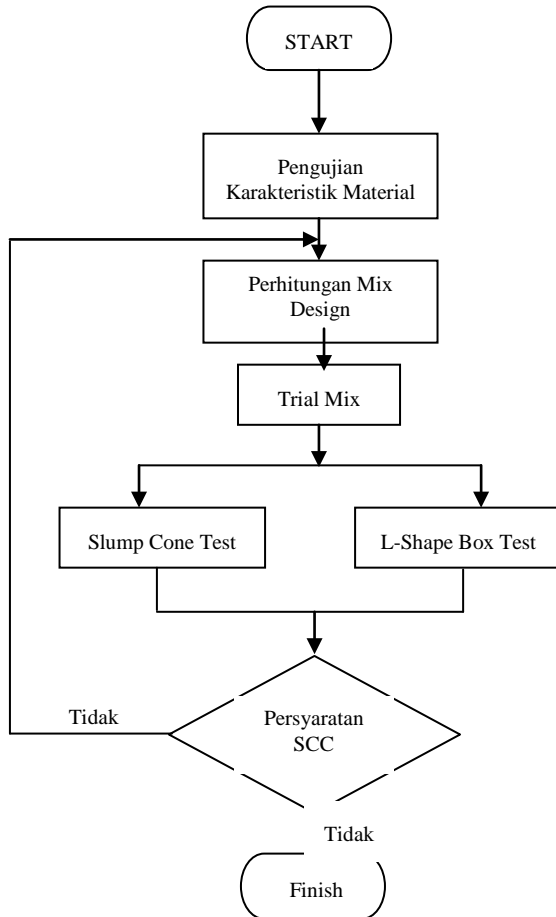 START
Pengujian
Karakteristik Material
Perhitungan Mix
Design
Trial Mix
Slump Cone Test
L-Shape Box Test
Tidak
Persyaratan
SCC
Tidak
Finish